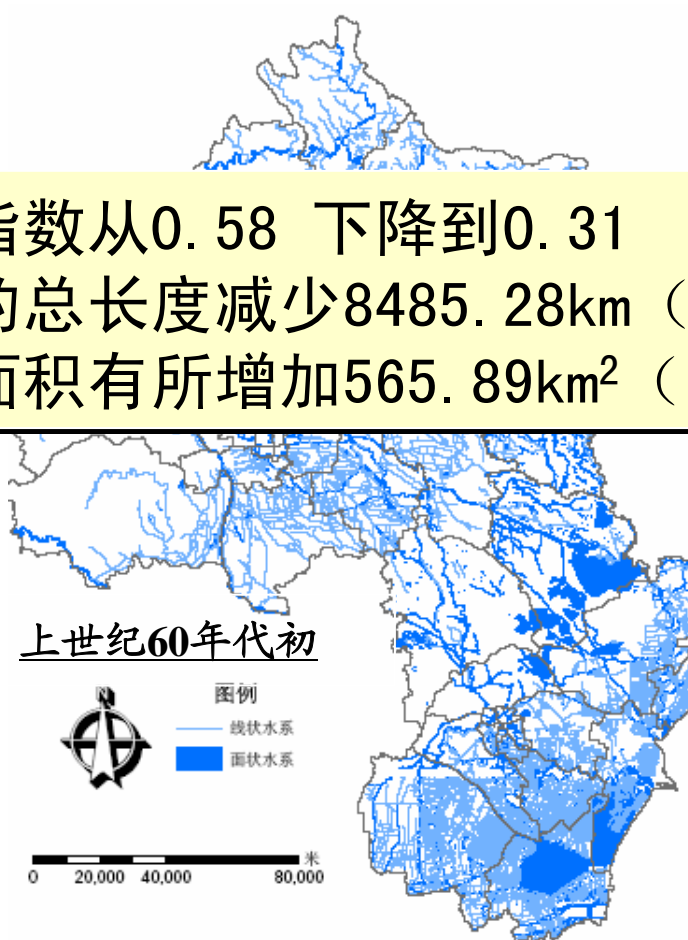 指数从0.58 下降到0.31
的总长度减少8485.28km（
面积有所增加565.89km²（
上世纪60年代初
N
图例
线状水系
面状水系
米
0 20,000 40,000 80,000